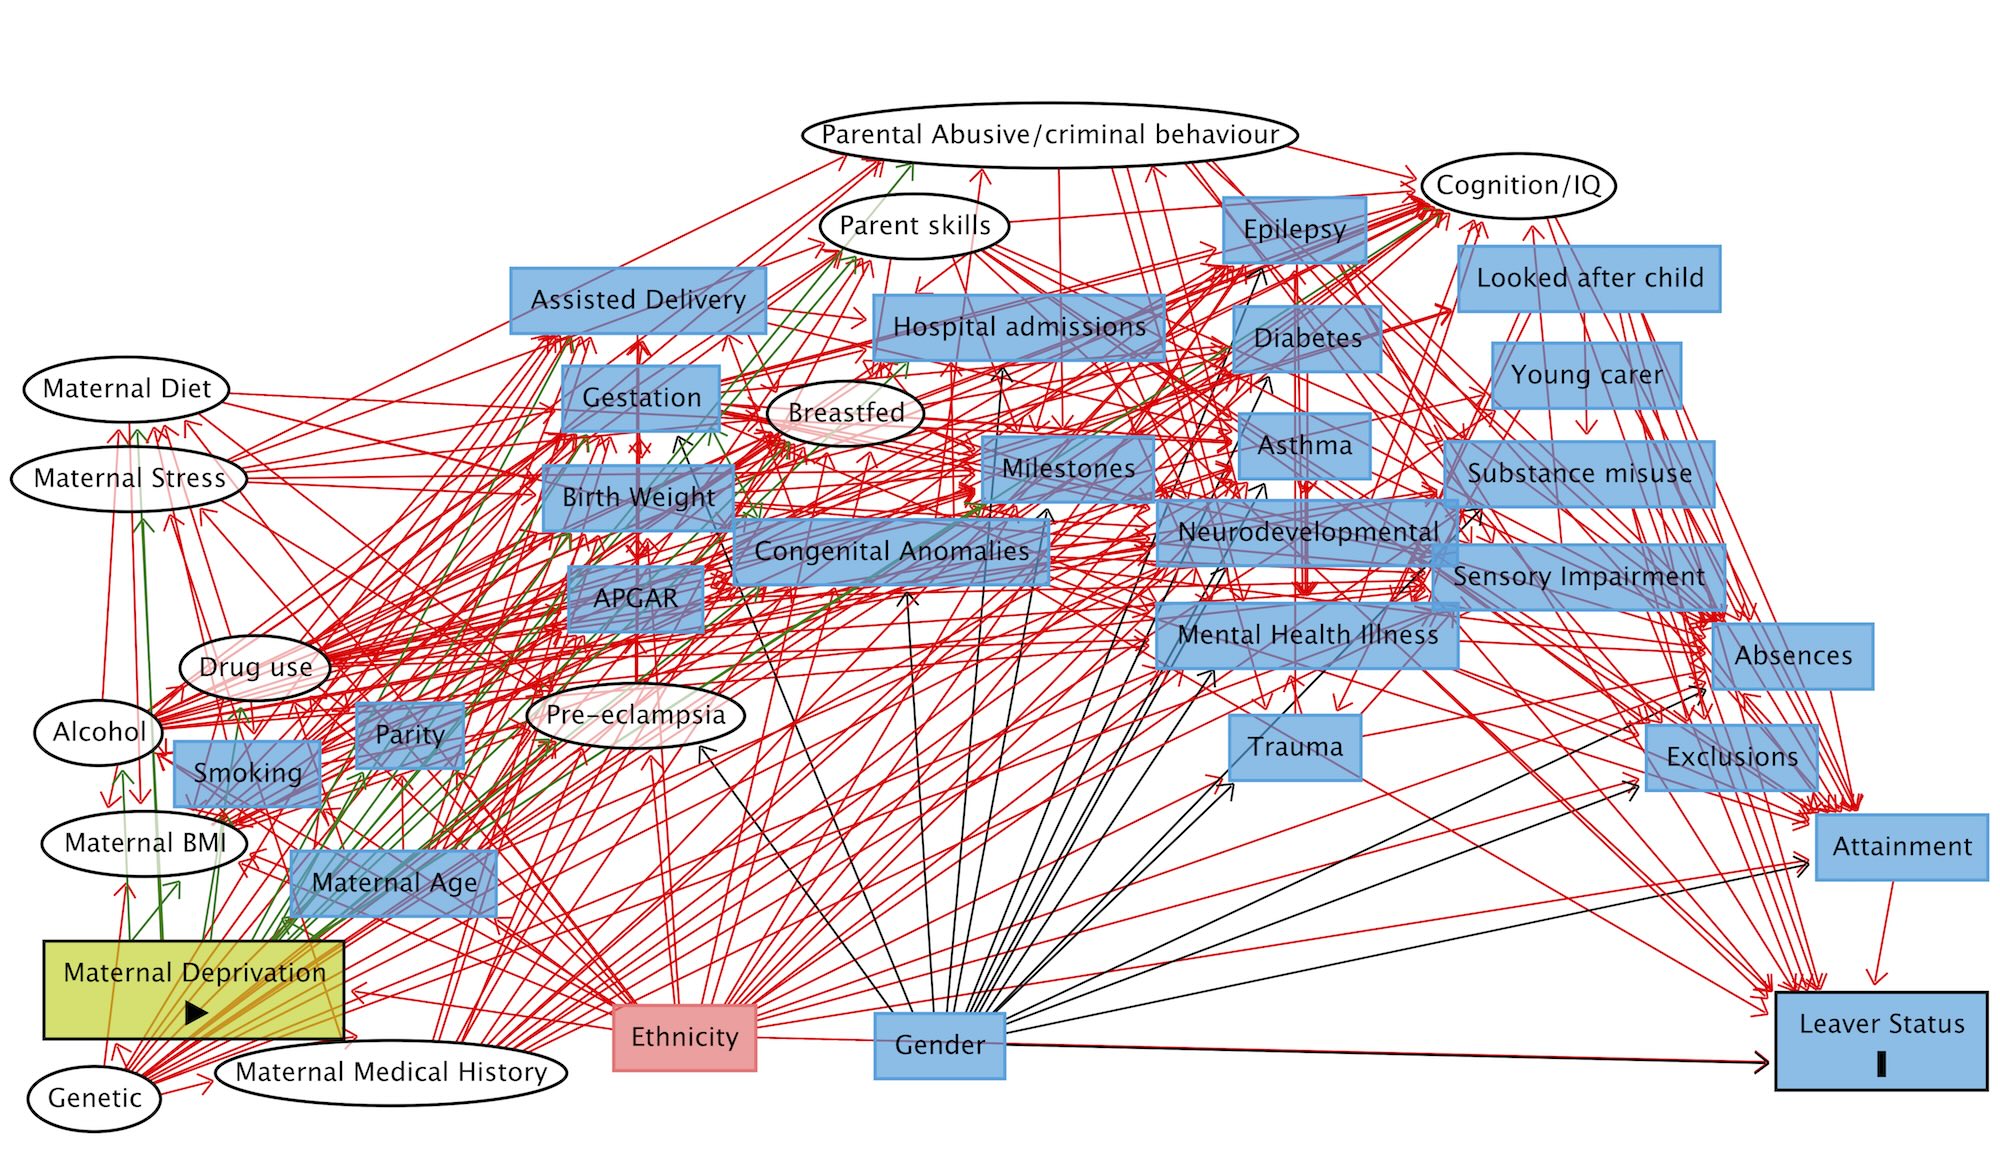 Parental Abusive/criminal behaviour
Cognition/IQ
Parent skills
Epilepsy
Looked after child
Assisted Delivery
Hospital admissions
Diabetes
Young carer
Maternal Diet
Gestation
Breastfed
Asthma
Milestones
Substance misuse
Maternal Stress
Birth Weight
Neurodevelopmental
Congenital Anomalies
Sensory Impairment
APGAR
Mental Health Illness
Absences
Drug use
Pre-eclampsia
Alcohol
Parity
Trauma
Exclusions
Smoking
Maternal BMI
Attainment
Maternal Age
Maternal Deprivation
Leaver Status
Ethnicity
Gender
Maternal Medical History
Genetic